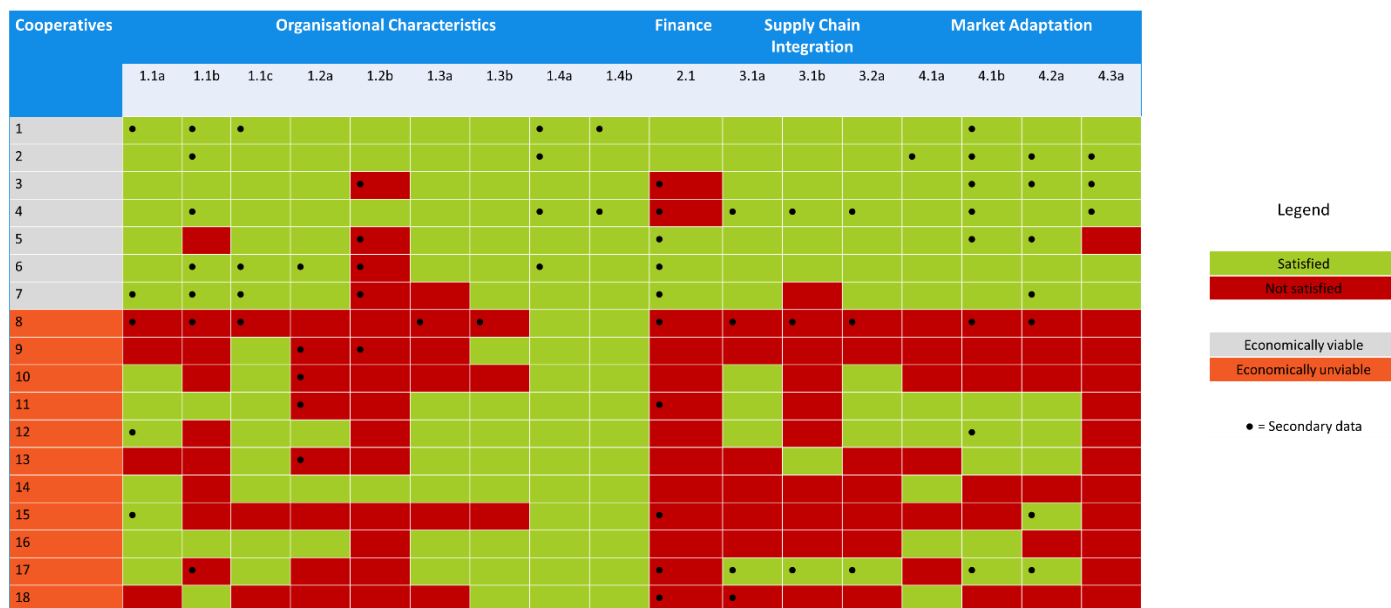 Cooperatives Organisational Characteristics Finance Supply Chain Integration Market Adaptation
1.1a 1.1b 1.1c 1.2a 1.2b 1.3a 1.3b 1.4a 1.4b 2.1 3.1a 3.1b 3.2a 4.1a 4.1b 4.2a 4.3a
1
2
3
4
5
6
7
8
9
10
11
12
13
14
15
16
17
18
Legend
Satisfied
Not satisfied
Economically viable
Economically unviable
• = Secondary data